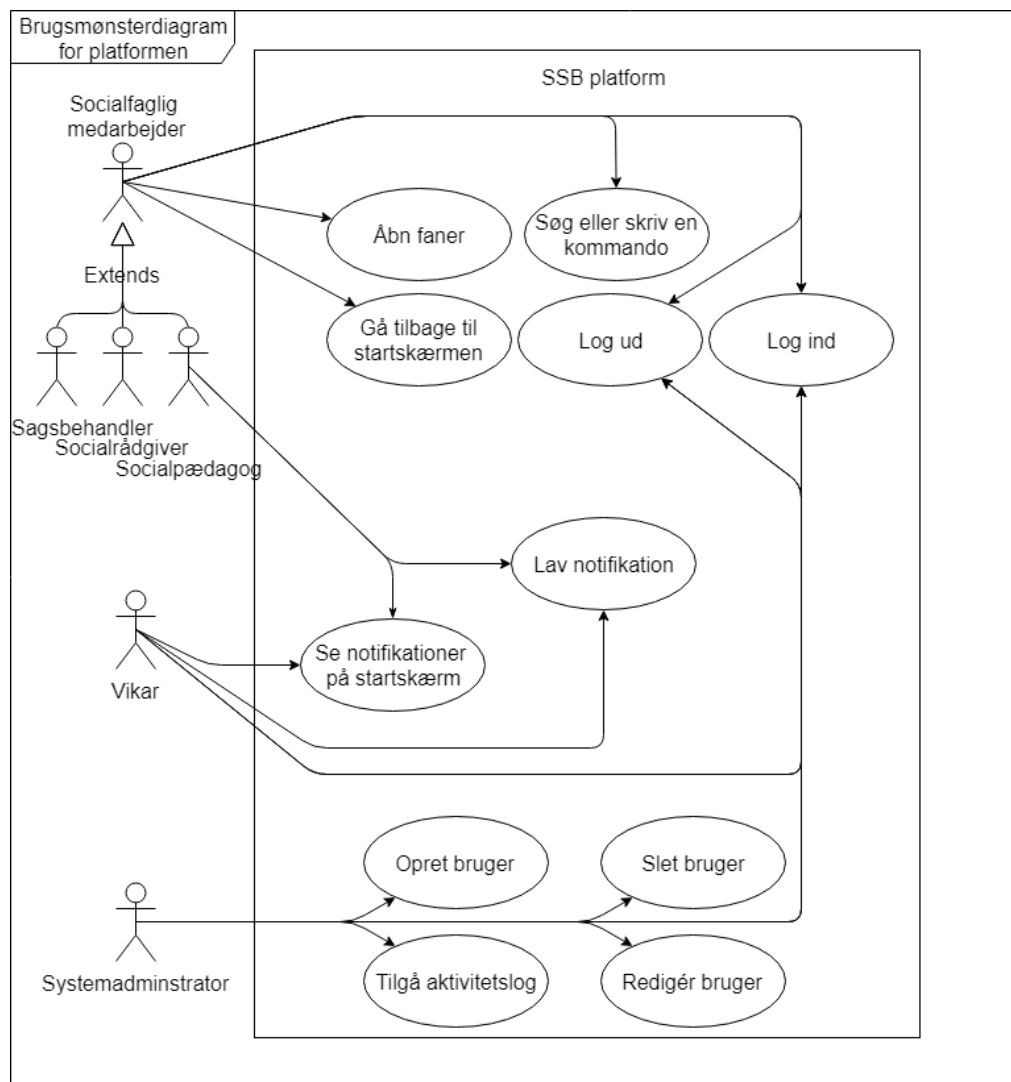 Brugsmønsterdiagram
for platformen
SSB platform
Socialfaglig
medarbejder
Åbn faner
Søg eller skriv en
kommando
Extends
Gå tilbage til
startskærmen
Log ud
Log ind
Sagsbehandler
Socialrådgiver
Socialpædagog
Lav notifikation
Se notifikationer
på startskærm
Vikar
Opret bruger
Slet bruger
Systemadminstrator
Tilgå aktivitetslog
Redigér bruger